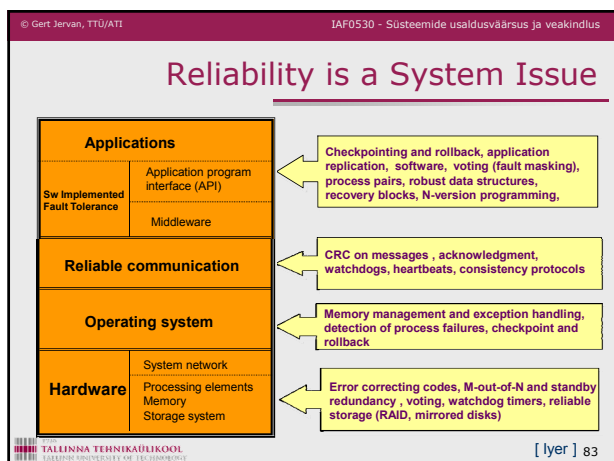 © Gert Jervan, TTÜ/ATI
IAF0530 - Süsteemide usaldusväärsus ja veakindlus
Reliability is a System Issue
Applications
Sw Implemented
Fault Tolerance
Application program
interface (API)
Middleware
Checkpointing and rollback, application
replication, software, voting (fault masking),
process pairs, robust data structures,
recovery blocks, N-version programming,
Reliable communication
CRC on messages , acknowledgment,
watchdogs, heartbeats, consistency protocols
Operating system
Memory management and exception handling,
detection of process failures, checkpoint and
rollback
Hardware
System network
Processing elements
Memory
Storage system
Error correcting codes, M-out-of-N and standby
redundancy , voting, watchdog timers, reliable
storage (RAID, mirrored disks)
TALLINNA TEHNIKAÜLIKOOL
TALLINN UNIVERSITY OF TECHNOLOGY
[ Iyer ] 83